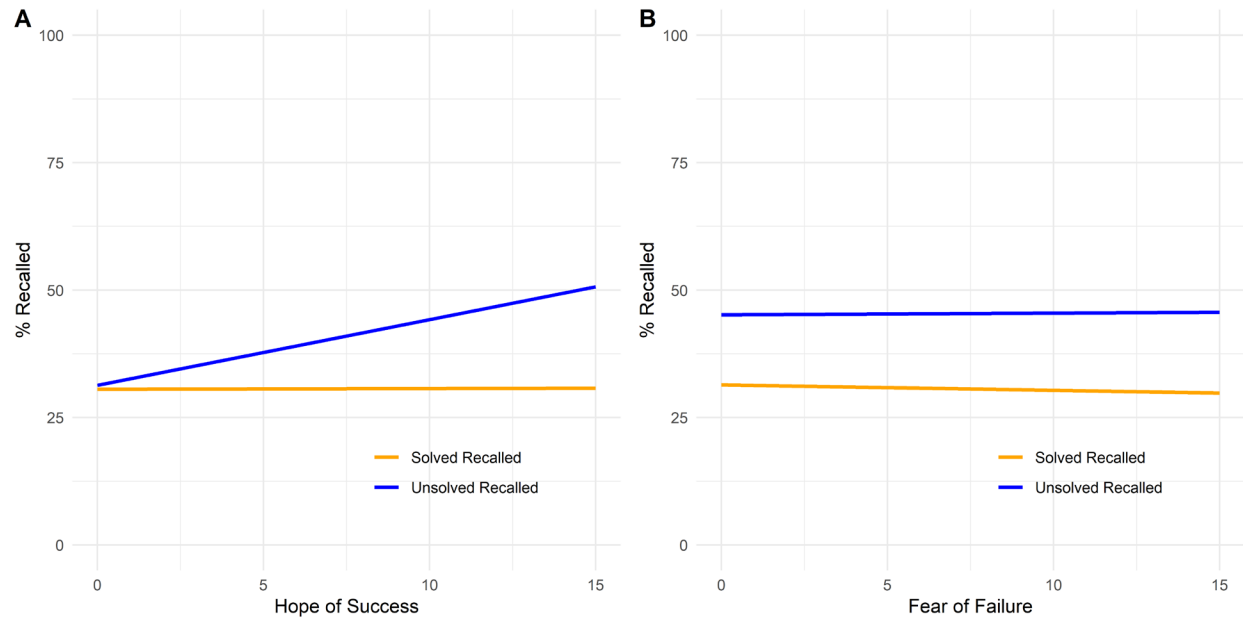 A
% Recalled
100
75
50
25
0
Solved Recalled
Unsolved Recalled
0 5 10 15
Hope of Success
B
% Recalled
100
75
50
25
0
Solved Recalled
Unsolved Recalled
0 5 10 15
Fear of Failure